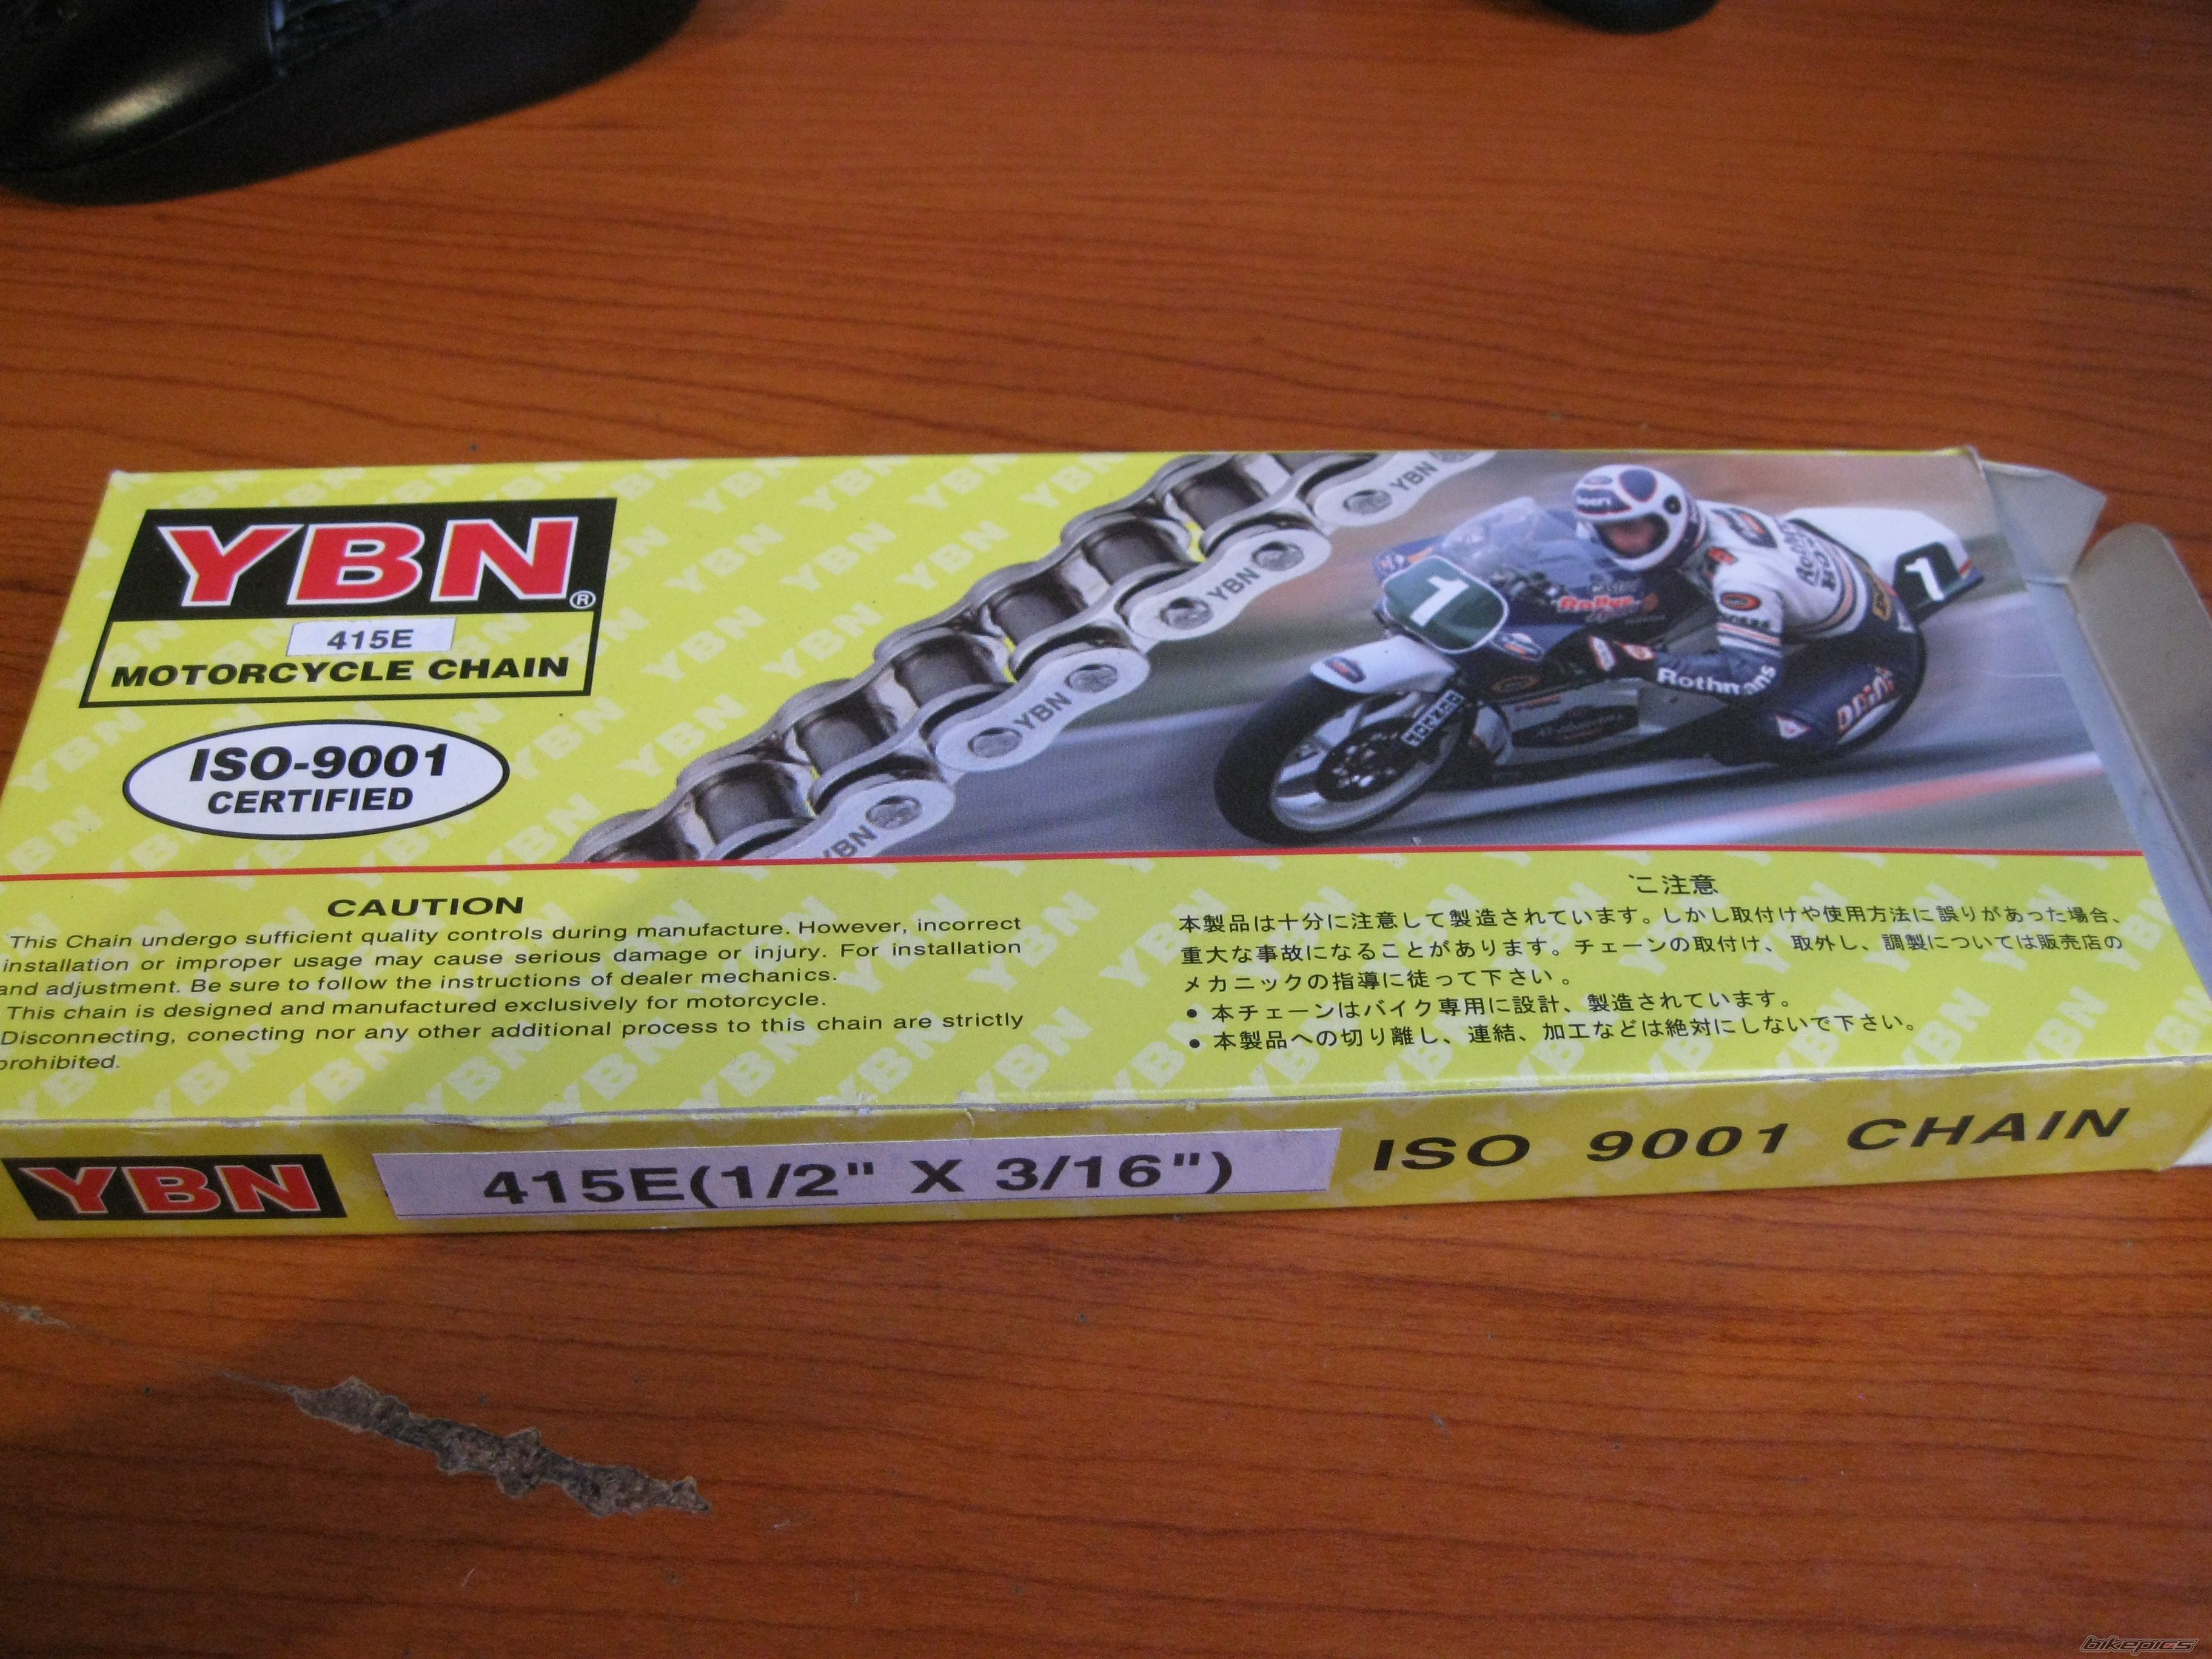 YBN®
415E
MOTORCYCLE CHAIN
ISO-9001
CERTIFIED
YBN
YBN
YBN
YBN
1
1
Rothmans
CAUTION
This Chain undergo sufficient quality controls during manufacture. However, incorrect
installation or improper usage may cause serious damage or injury. For installation
and adjustment. Be sure to follow the instructions of dealer mechanics.
This chain is designed and manufactured exclusively for motorcycle.
Disconnecting, conecting nor any other additional process to this chain are strictly
prohibited.
ご注意
本製品は十分に注意して製造されています。しかし取付けや使用方法に誤りがあった場合、
重大な事故になることがあります。チェーンの取付け、取外し、調製については販売店の
メカニックの指導に従って下さい。
• 本チェーンはバイク専用に設計、製造されています。
• 本製品への切り離し、連結、加工などは絶対にしないで下さい。
YBN
415E(1/2" X 3/16")
ISO 9001 CHAIN
bikepics